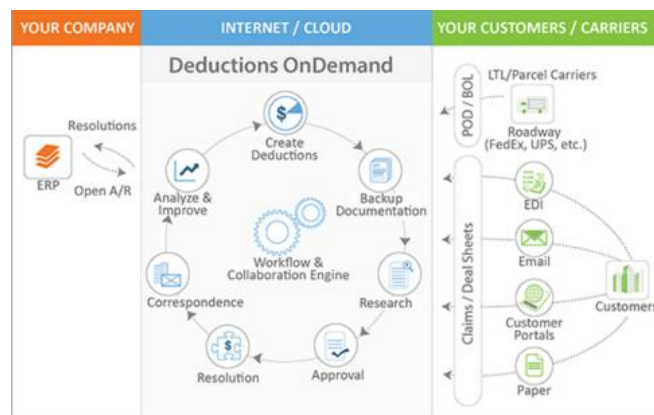 YOUR COMPANY
INTERNET / CLOUD
YOUR CUSTOMERS / CARRIERS
Deductions OnDemand
Resolutions
ERP
Open A/R
$
Create
Deductions
Backup
Documentation
Research
Approval
$
Resolution
Correspondence
Analyze &
Improve
Workflow &
Collaboration Engine
POD / BOL
LTL/Parcel Carriers
Roadway
(FedEx, UPS, etc.)
Claims / Deal Sheets
EDI
Email
Customer
Portals
Paper
Customers